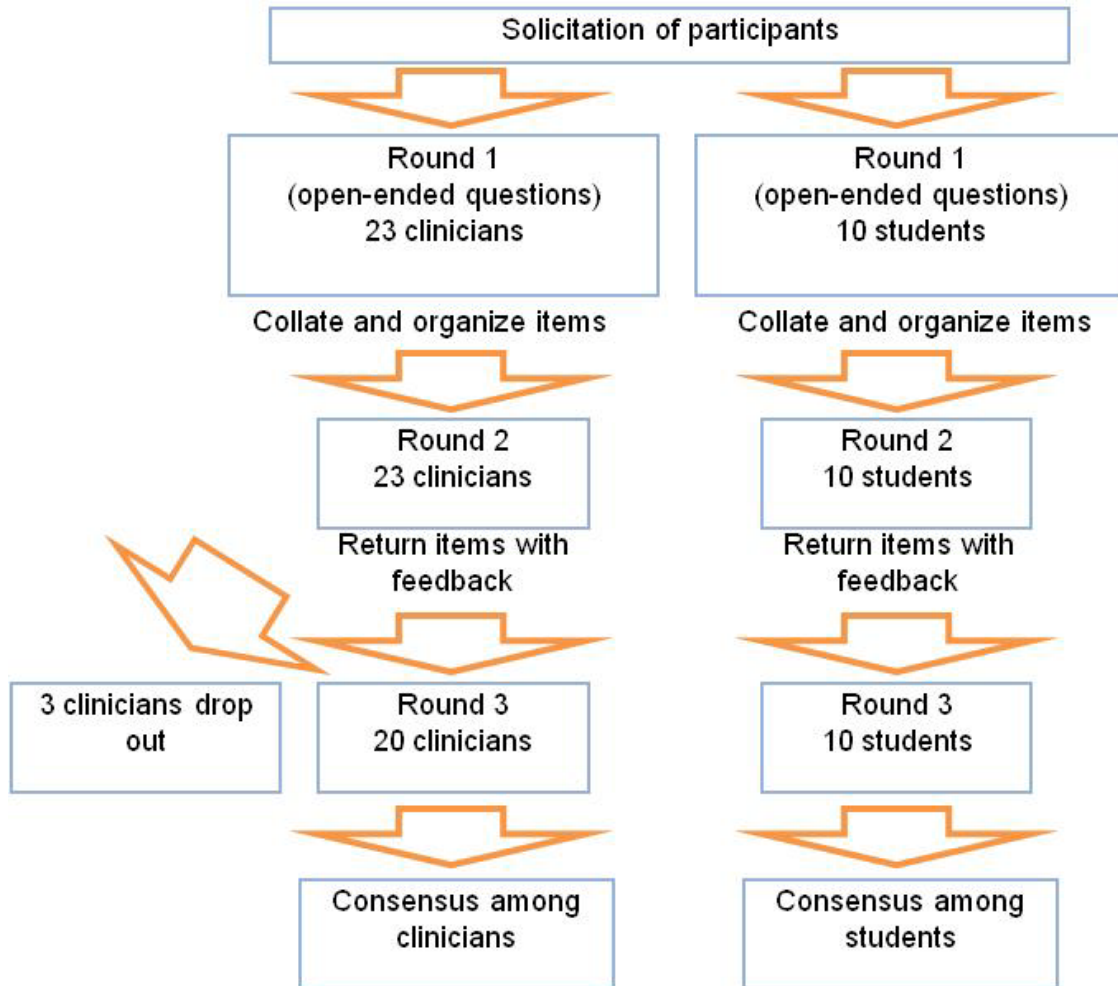 Solicitation of participants
Round 1
(open-ended questions)
23 clinicians
Round 1
(open-ended questions)
10 students
Collate and organize items
Collate and organize items
Round 2
23 clinicians
Round 2
10 students
Return items with
feedback
Return items with
feedback
3 clinicians drop
out
Round 3
20 clinicians
Round 3
10 students
Consensus among
clinicians
Consensus among
students